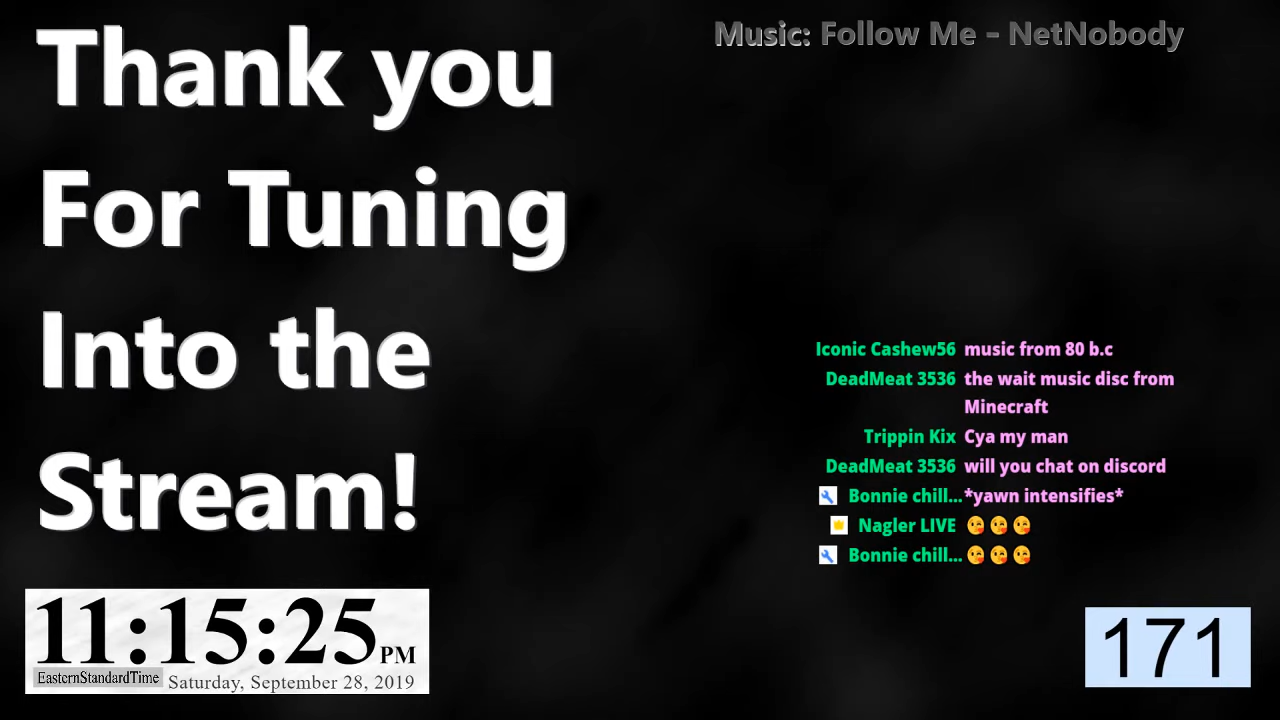 Thank you
For Tuning
Into the
Stream!
Music: Follow Me - NetNobody
Iconic Cashew56 music from 80 b.c
DeadMeat 3536 the wait music disc from
Minecraft
Trippin Kix Cya my man
DeadMeat 3536 will you chat on discord
Bonnie chill... *yawn intensifies*
Nagler LIVE 😘😘😘
Bonnie chill... 😘😘😘
11:15:25 PM
EasternStandardTime Saturday, September 28, 2019
171